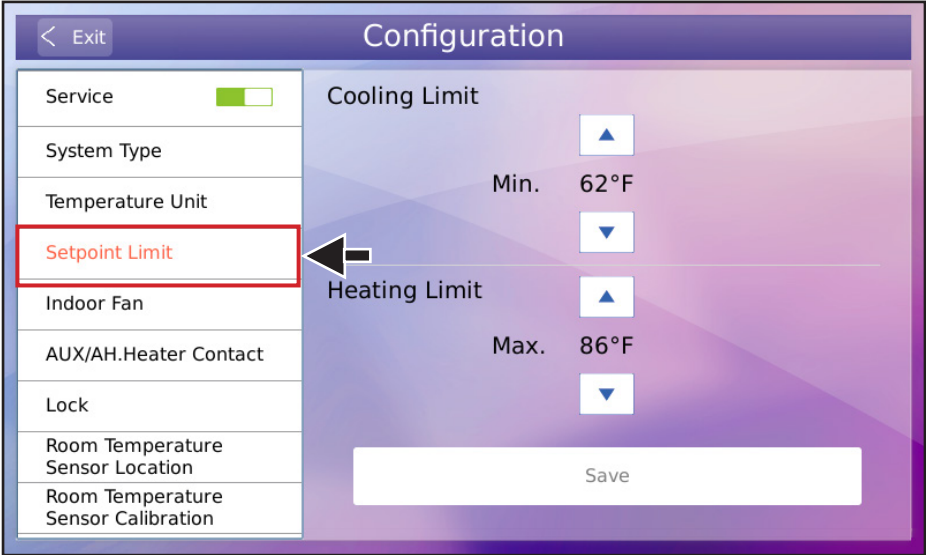 < Exit
Configuration
Service
System Type
Temperature Unit
Setpoint Limit
Indoor Fan
AUX/AH.Heater Contact
Lock
Room Temperature
Sensor Location
Room Temperature
Sensor Calibration
Cooling Limit
Min. 62°F
Heating Limit
Max. 86°F
Save